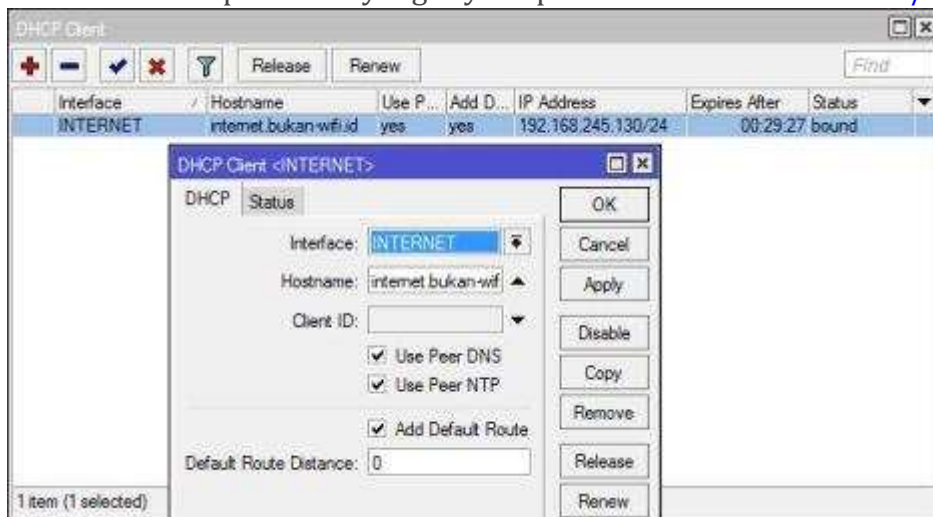 DHCP Client
Release Renew Find
Interface / Hostname Use P... Add D... IP Address Expires After Status
INTERNET internet.bukan-wifi.id yes yes 192.168.245.130/24 00:29:27 bound
DHCP Client <INTERNET>
DHCP Status
OK
Interface: INTERNET
Cancel
Hostname: internet.bukan-wif
Apply
Client ID:
Disable
Use Peer DNS
Copy
Use Peer NTP
Remove
Add Default Route
Default Route Distance: 0
Release
Renew
1 item (1 selected)